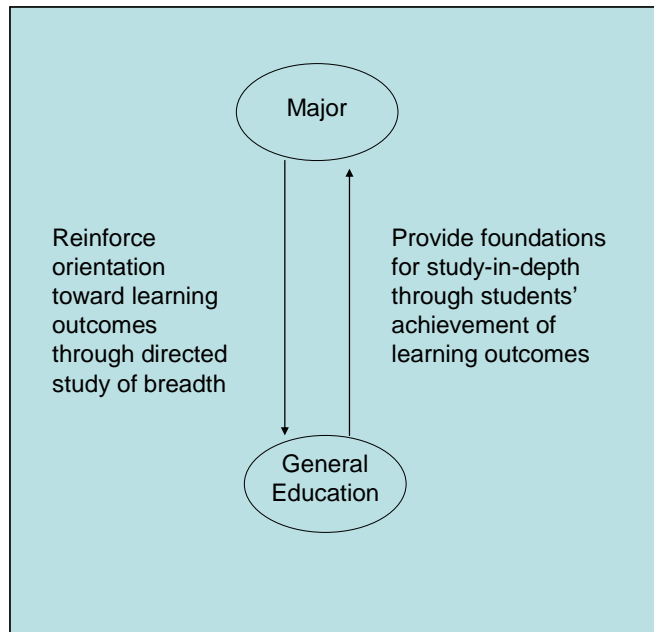 Major
Reinforce
orientation
toward learning
outcomes
through directed
study of breadth
Provide foundations
for study-in-depth
through students’
achievement of
learning outcomes
General
Education